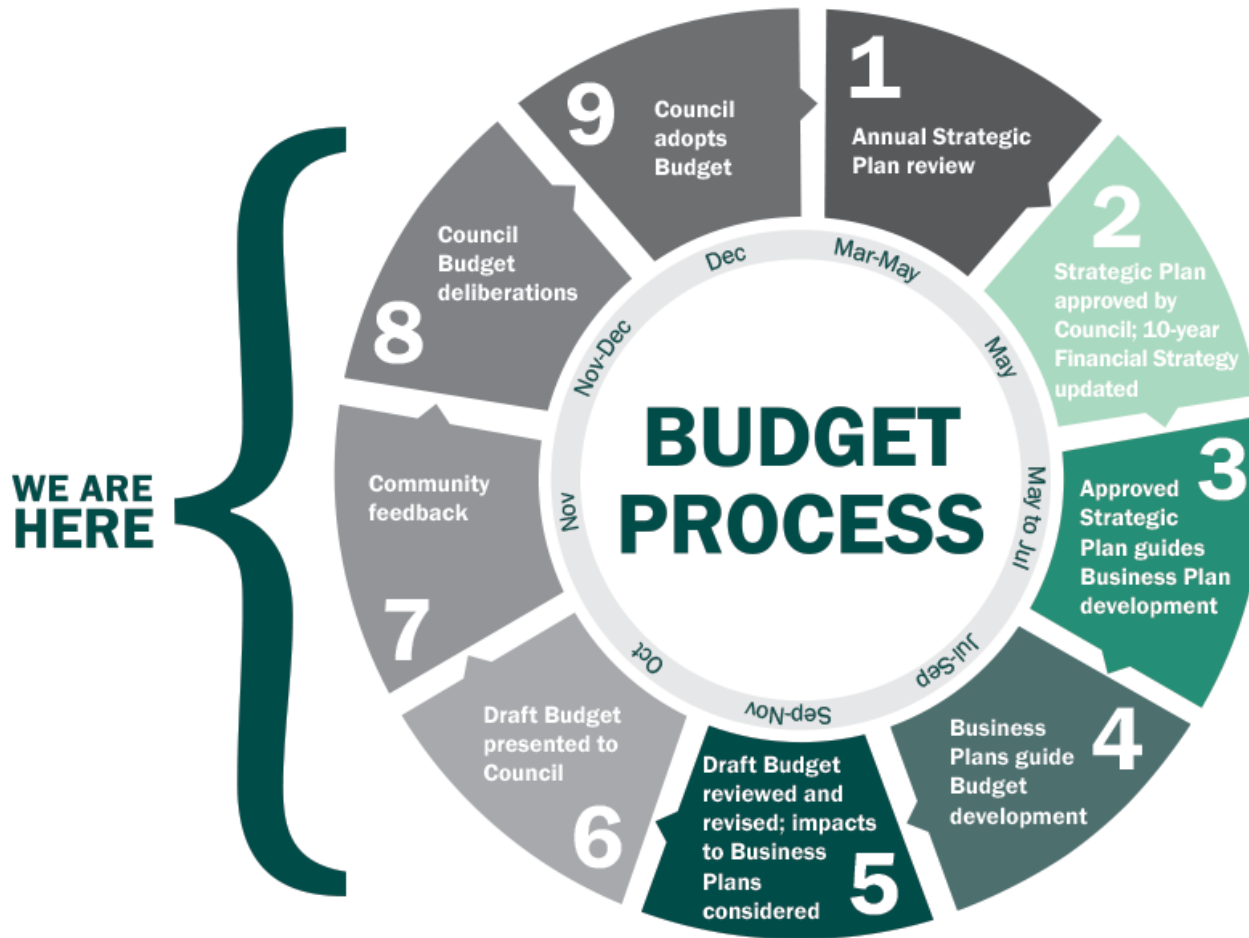 BUDGET
PROCESS
WE ARE
HERE
1
Annual Strategic
Plan review
Mar-May
2
Strategic Plan
approved by
Council; 10-year
Financial Strategy
updated
May
3
Approved
Strategic
Plan guides
Business Plan
development
May to Jul
4
Business
Plans guide
Budget
development
Jul-Sep
5
Draft Budget
reviewed and
revised; impacts
to Business
Plans
considered
Sep-Nov
6
Draft Budget
presented to
Council
Oct
7
Community
feedback
Nov
8
Council
Budget
deliberations
Nov-Dec
9
Council
adopts
Budget
Dec